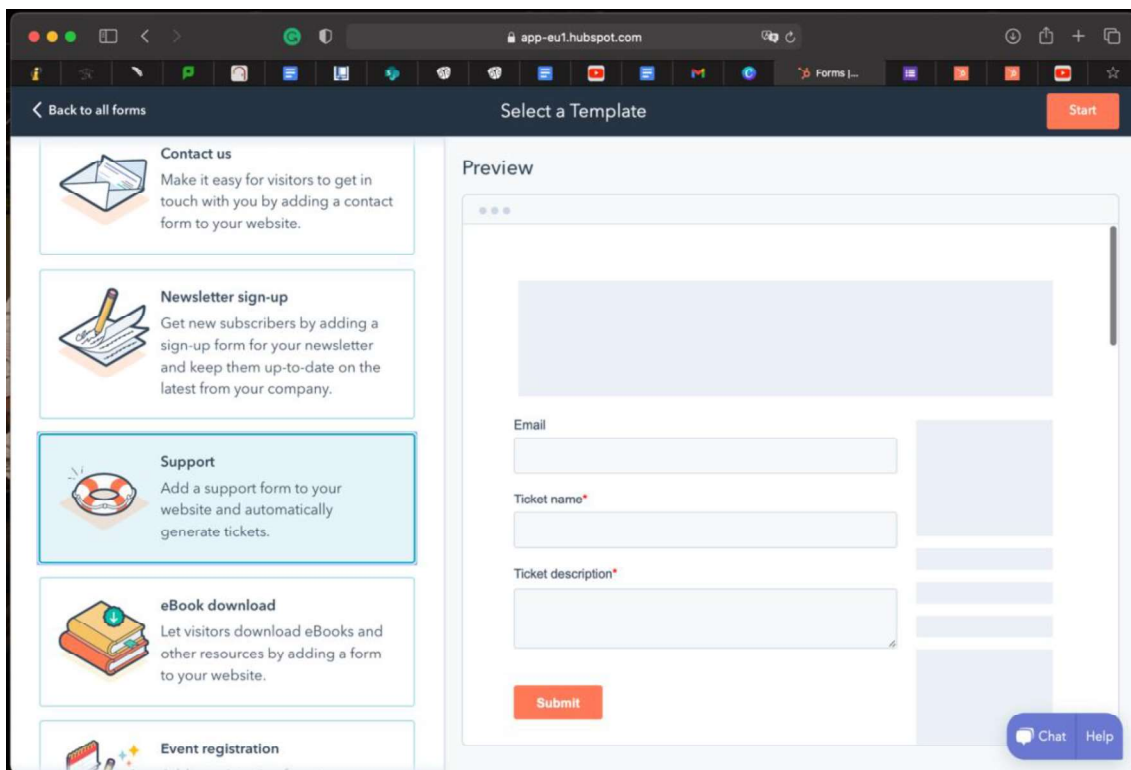 app-eu1.hubspot.com
Forms |...
Back to all forms
Select a Template
Start
Contact us
Make it easy for visitors to get in
touch with you by adding a contact
form to your website.
Newsletter sign-up
Get new subscribers by adding a
sign-up form for your newsletter
and keep them up-to-date on the
latest from your company.
Support
Add a support form to your
website and automatically
generate tickets.
eBook download
Let visitors download eBooks and
other resources by adding a form
to your website.
Event registration
Preview
Email
Ticket name*
Ticket description*
Submit
Chat
Help